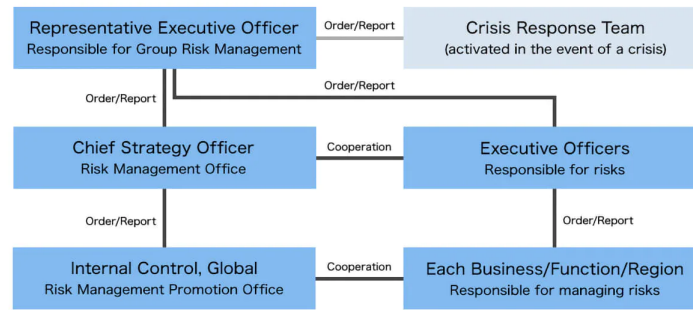 Representative Executive Officer
Responsible for Group Risk Management
Order/Report
Crisis Response Team
(activated in the event of a crisis)
Order/Report
Order/Report
Chief Strategy Officer
Risk Management Office
Cooperation
Executive Officers
Responsible for risks
Order/Report
Order/Report
Internal Control, Global
Risk Management Promotion Office
Cooperation
Each Business/Function/Region
Responsible for managing risks